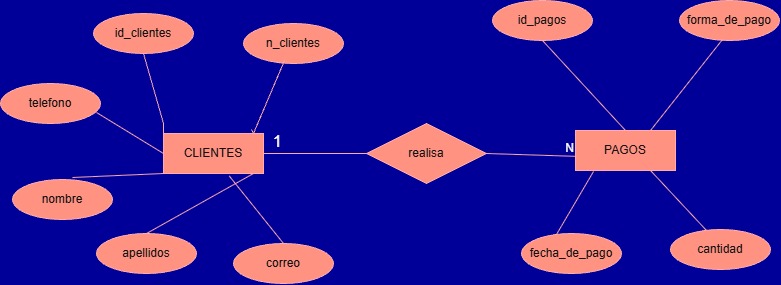 id_pagos
forma_de_pago
id_clientes
n_clientes
telefono
CLIENTES
1
realisa
N
PAGOS
nombre
apellidos
correo
fecha_de_pago
cantidad